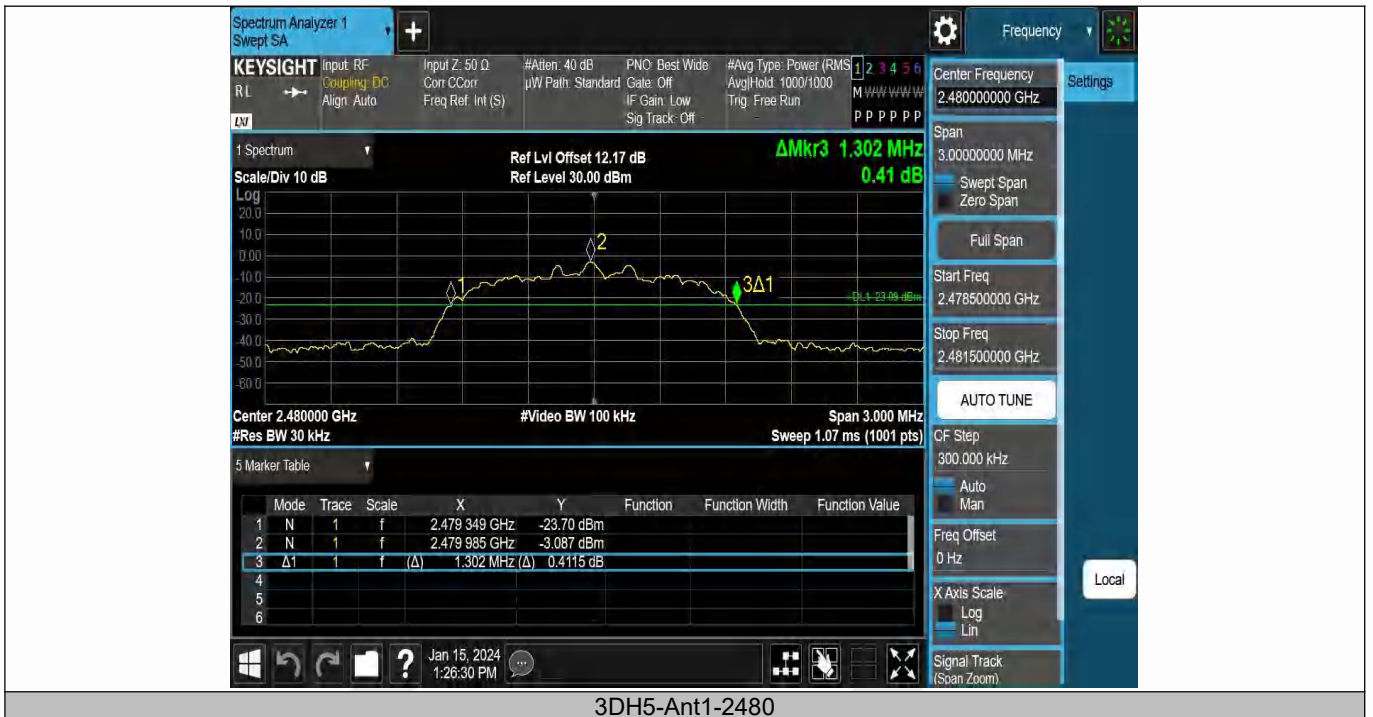 Spectrum Analyzer 1
Swept SA
+
Frequency
KEYSIGHT
RL
LXI
Input: RF
Coupling: DC
Align: Auto
Input Z: 50 Ω
Corr CCorr
Freq Ref: Int (S)
#Atten: 40 dB
µW Path: Standard
PNO: Best Wide
Gate: Off
IF Gain: Low
Sig Track: Off
#Avg Type: Power (RMS
Avg|Hold: 1000/1000
Trig: Free Run
1 2 3 4 5 6
M W W W W W
P P P P P P
1 Spectrum
Scale/Div 10 dB
Ref Lvl Offset 12.17 dB
Ref Level 30.00 dBm
ΔMkr3 1.302 MHz
0.41 dB
Log
20.0
10.0
0.00
-10.0
-20.0
-30.0
-40.0
-50.0
-60.0
1
2
3Δ1
DL1 -23.09 dBm
Center 2.480000 GHz
#Video BW 100 kHz
Span 3.000 MHz
#Res BW 30 kHz
Sweep 1.07 ms (1001 pts)
5 Marker Table
Mode Trace Scale X Y Function Function Width Function Value
1 N 1 f 2.479 349 GHz -23.70 dBm
2 N 1 f 2.479 985 GHz -3.087 dBm
3 Δ1 1 f (Δ) 1.302 MHz (Δ) 0.4115 dB
4
5
6
Center Frequency
2.480000000 GHz
Settings
Span
3.00000000 MHz
Swept Span
Zero Span
Full Span
Start Freq
2.478500000 GHz
Stop Freq
2.481500000 GHz
AUTO TUNE
CF Step
300.000 kHz
Auto
Man
Freq Offset
0 Hz
X Axis Scale
Log
Lin
Local
Signal Track
(Span Zoom)
?
Jan 15, 2024
1:26:30 PM
3DH5-Ant1-2480